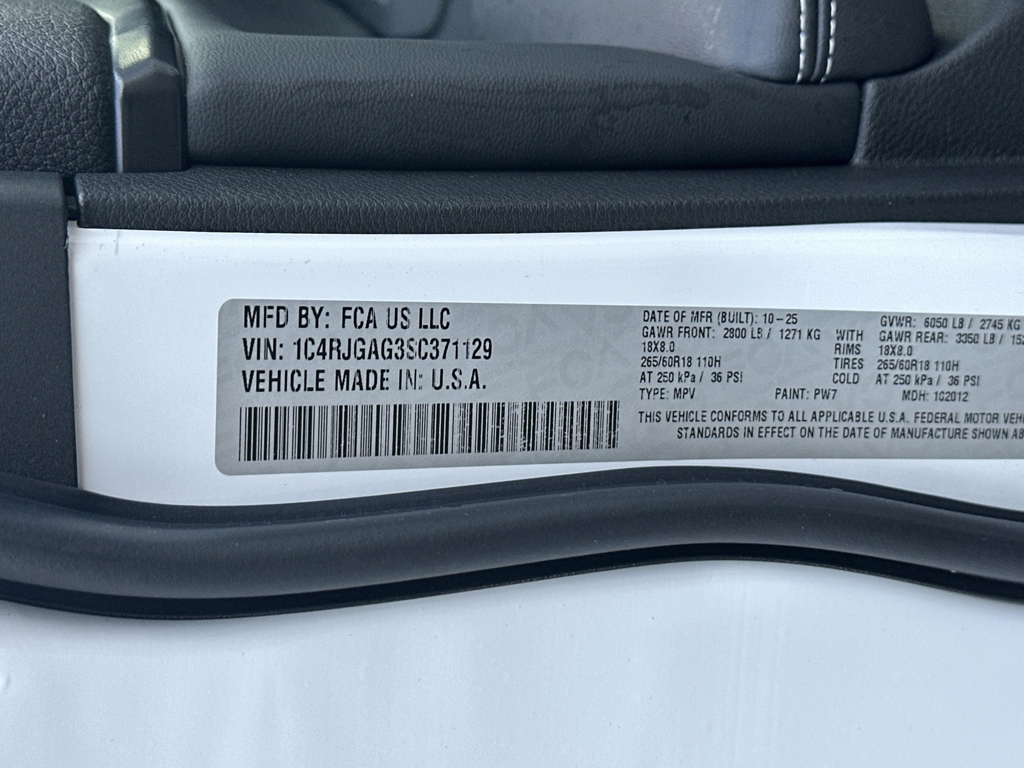 MFD BY: FCA US LLC
VIN: 1C4RJGAG3SC371129
VEHICLE MADE IN: U.S.A.
DATE OF MFR (BUILT): 10-25 GVWR: 6050 LB / 2745 KG
GAWR FRONT: 2800 LB / 1271 KG WITH GAWR REAR: 3350 LB /
18X8.0 RIMS 18X8.0
265/60R18 110H TIRES 265/60R18 110H
AT 250 kPa / 36 PSI COLD AT 250 kPa / 36 PSI
TYPE: MPV PAINT: PW7 MDH: 102012
THIS VEHICLE CONFORMS TO ALL APPLICABLE U.S.A. FEDERAL MOTOR
STANDARDS IN EFFECT ON THE DATE OF MANUFACTURE SHOWN